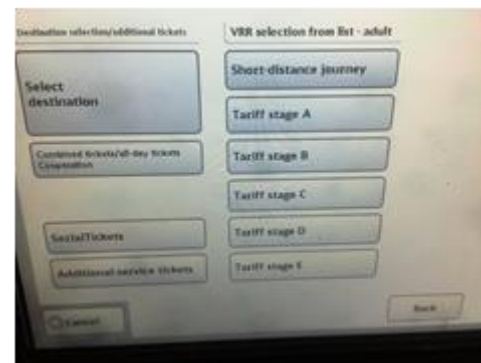 Destination selection/additional tickets
VRR selection from list - adult
Select
destination
Combined tickets/all-day tickets
Cooperation
SozialTickets
Additional service tickets
Cancel
Short-distance journey
Tariff stage A
Tariff stage B
Tariff stage C
Tariff stage D
Tariff stage E
Back